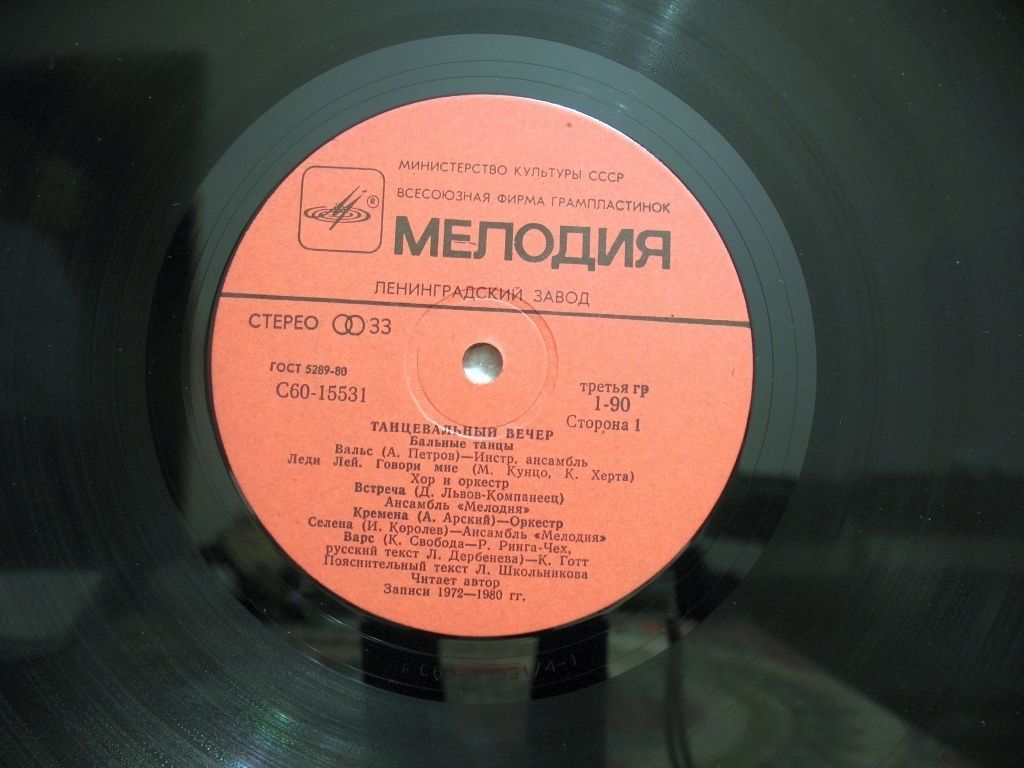 МИНИСТЕРСТВО КУЛЬТУРЫ СССР
ВСЕСОЮЗНАЯ ФИРМА ГРАМПЛАСТИНОК
®
МЕЛОДИЯ
ЛЕНИНГРАДСКИЙ ЗАВОД
СТЕРЕО 33
ГОСТ 5289-80
С60-15531
третья гр
1-90
Сторона 1
ТАНЦЕВАЛЬНЫЙ ВЕЧЕР
Бальные танцы
Вальс (А. Петров)—Инстр. ансамбль
Леди Лей. Говори мне (М. Кунцо, К. Херта)
Хор и оркестр
Встреча (Д. Львов-Компанеец)
Ансамбль «Мелодия»
Кремена (А. Арский)—Оркестр
Селена (И. Королев)—Ансамбль «Мелодия»
Варс (К. Свобода—Р. Ринга-Чех,
русский текст Л. Дербенева)—К. Готт
Пояснительный текст Л. Школьникова
Читает автор
Записи 1972—1980 гг.